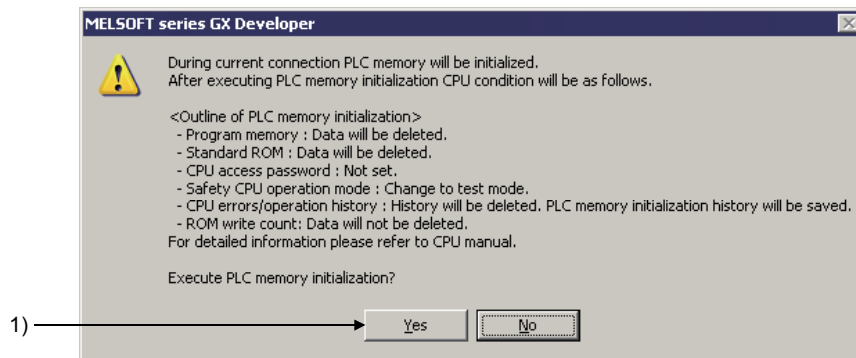 MELSOFT series GX Developer
During current connection PLC memory will be initialized.
After executing PLC memory initialization CPU condition will be as follows.
<Outline of PLC memory initialization>
- Program memory : Data will be deleted.
- Standard ROM : Data will be deleted.
- CPU access password : Not set.
- Safety CPU operation mode : Change to test mode.
- CPU errors/operation history : History will be deleted. PLC memory initialization history will be saved.
- ROM write count: Data will not be deleted.
For detailed information please refer to CPU manual.
Execute PLC memory initialization?
1) Yes No